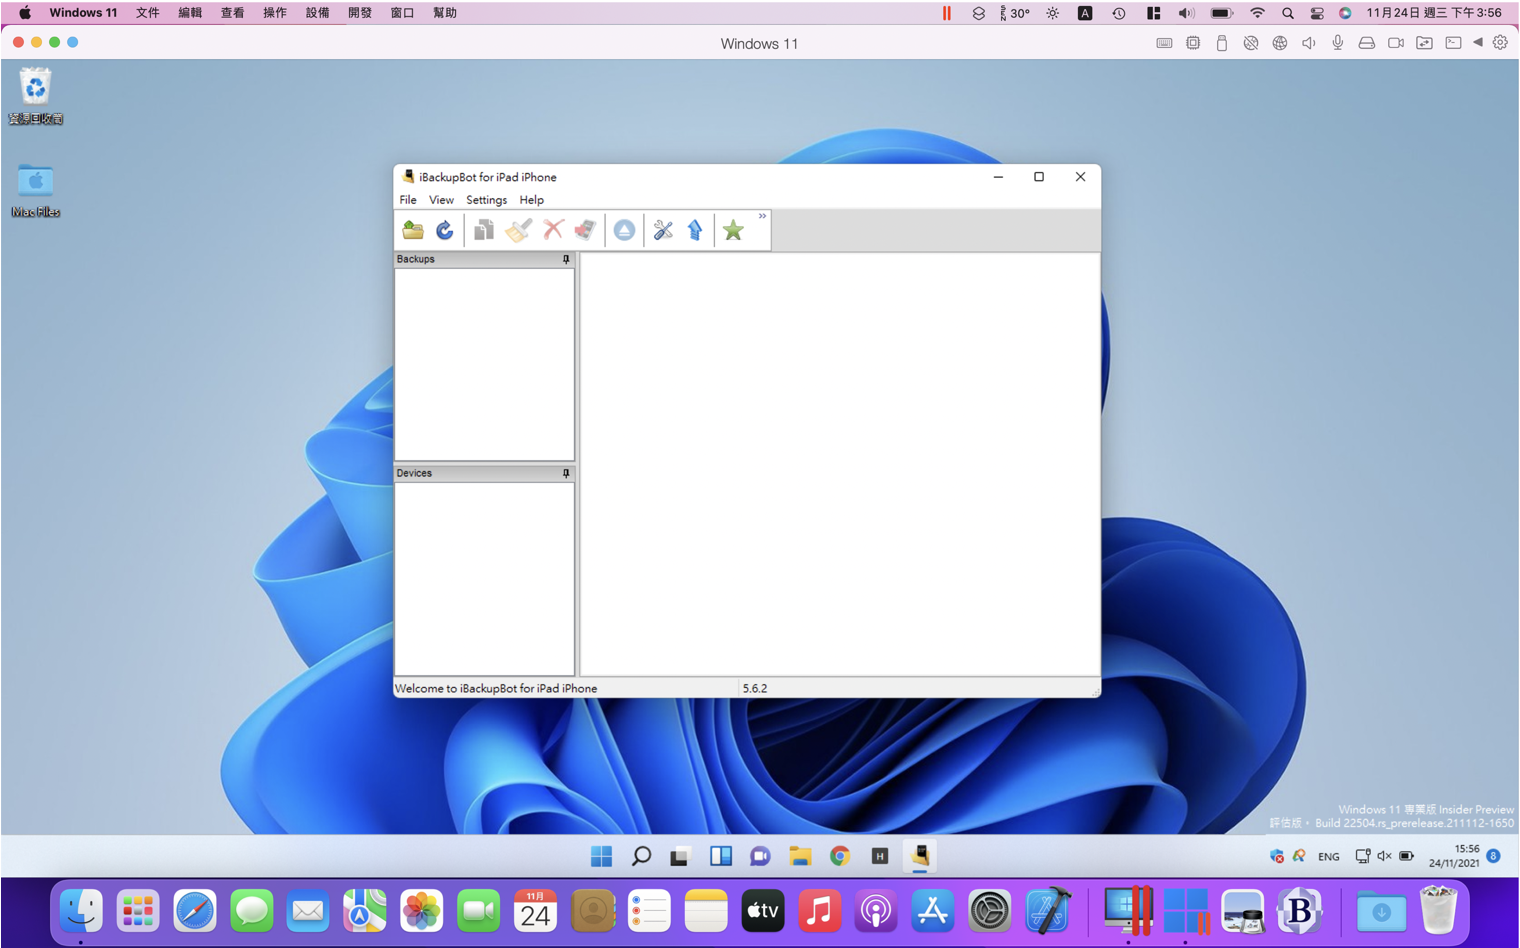 Windows 11 文件 編輯 查看 操作 設備 開發 窗口 幫助 SEN 30° A 11月24日 週三 下午3:56
Windows 11
資源回收筒
Mac Files
iBackupBot for iPad iPhone
File View Settings Help
Backups
Devices
Welcome to iBackupBot for iPad iPhone 5.6.2
Windows 11 專業版 Insider Preview
評估版。 Build 22504.rs_prerelease.211112-1650
H
ENG
15:56
24/11/2021
8
11月
24
tv
B